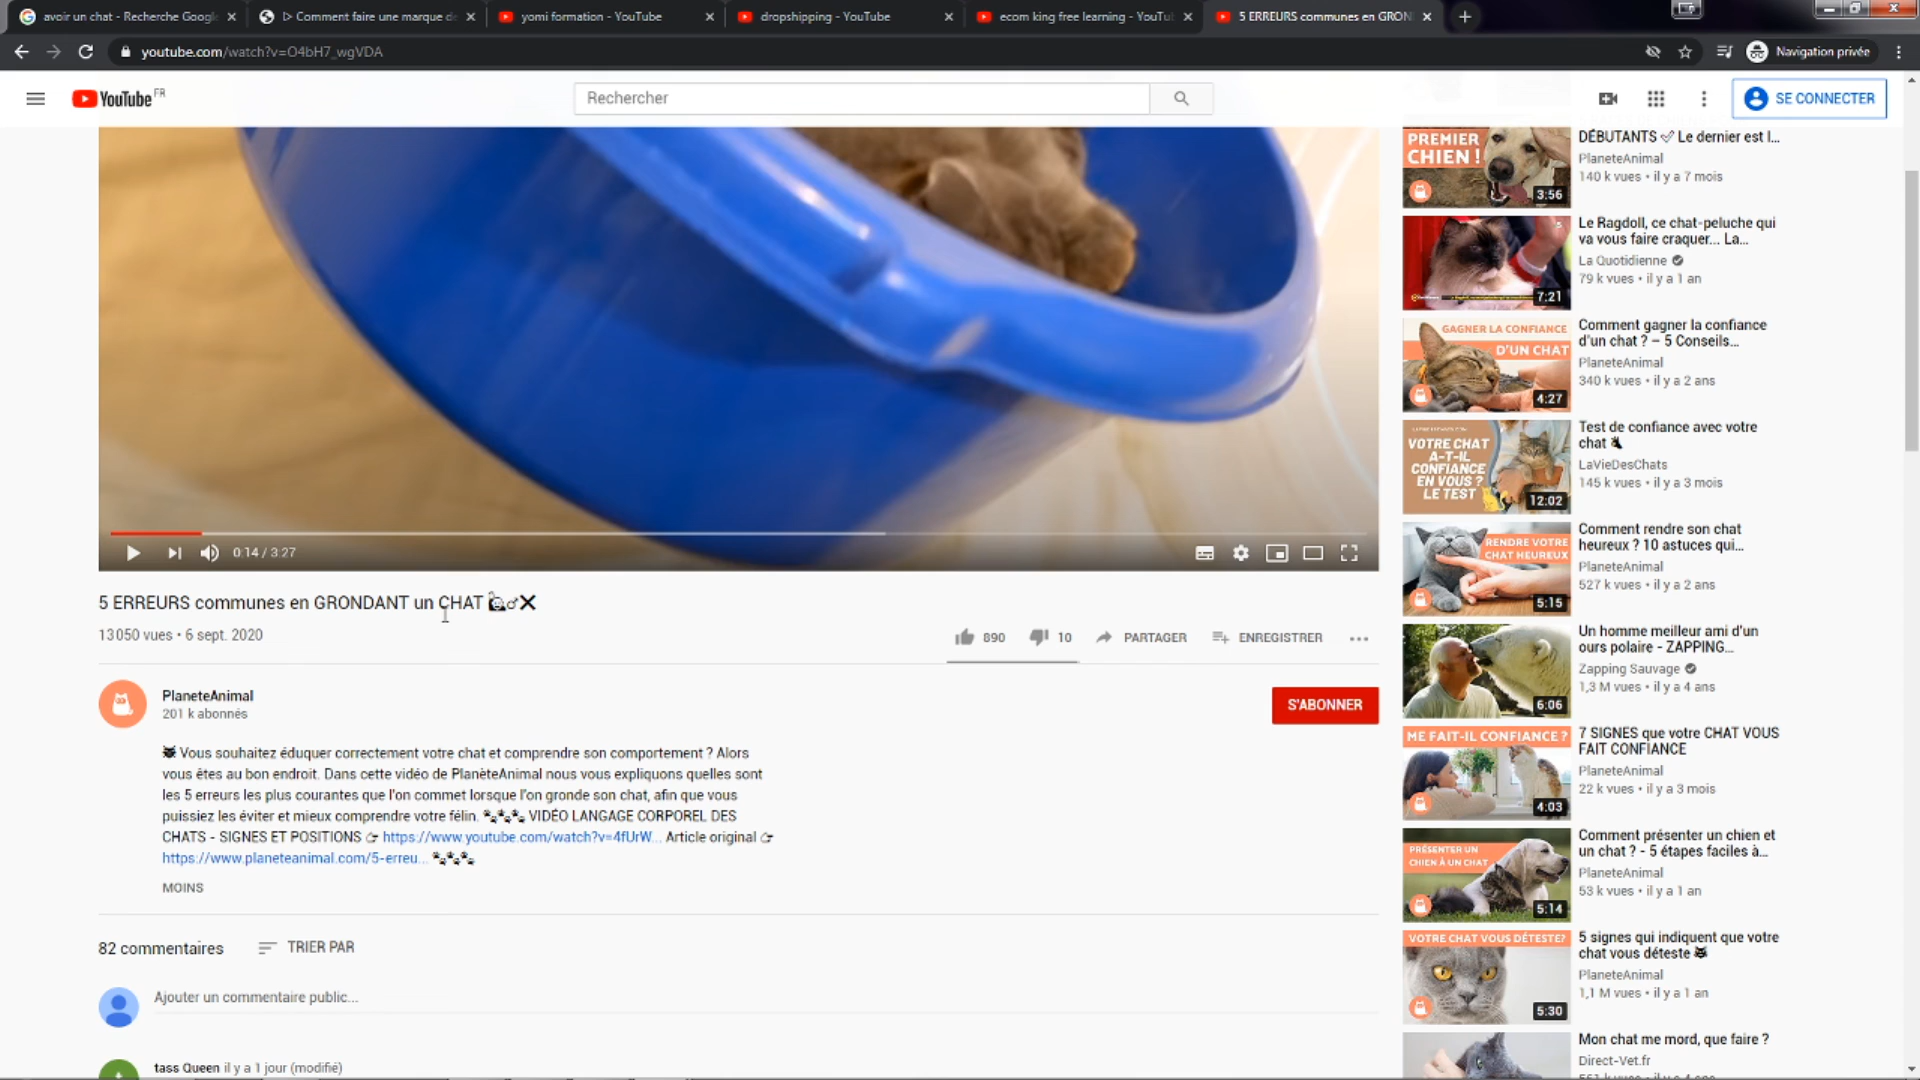 avoir un chat - Recherche Googl
▷ Comment faire une marque de
yomi formation - YouTube
dropshipping - YouTube
ecom king free learning - YouTu
5 ERREURS communes en GRON
youtube.com/watch?v=O4bH7_wgVDA
Navigation privée
YouTube FR
Rechercher
SE CONNECTER
0:14 / 3:27
5 ERREURS communes en GRONDANT un CHAT
13 050 vues • 6 sept. 2020
890
10
PARTAGER
ENREGISTRER
PlaneteAnimal
201 k abonnés
S'ABONNER
Vous souhaitez éduquer correctement votre chat et comprendre son comportement ? Alors
vous êtes au bon endroit. Dans cette vidéo de PlanèteAnimal nous vous expliquons quelles sont
les 5 erreurs les plus courantes que l'on commet lorsque l'on gronde son chat, afin que vous
puissiez les éviter et mieux comprendre votre félin. 🐾🐾 VIDÉO LANGAGE CORPOREL DES
CHATS - SIGNES ET POSITIONS 👉 https://www.youtube.com/watch?v=4fUrW... Article original 👉
https://www.planeteanimal.com/5-erreu... 🐾🐾
MOINS
82 commentaires
TRIER PAR
Ajouter un commentaire public...
tass Queen il y a 1 jour (modifié)
PREMIER
CHIEN !
3:56
DÉBUTANTS ✅ Le dernier est l...
PlaneteAnimal
140 k vues • il y a 7 mois
7:21
Le Ragdoll, ce chat-peluche qui
va vous faire craquer... La...
La Quotidienne
79 k vues • il y a 1 an
GAGNER LA CONFIANCE
D'UN CHAT
4:27
Comment gagner la confiance
d'un chat ? – 5 Conseils...
PlaneteAnimal
340 k vues • il y a 2 ans
VOTRE CHAT
A-T-IL
CONFIANCE
EN VOUS ?
LE TEST
12:02
Test de confiance avec votre
chat
LaVieDesChats
145 k vues • il y a 3 mois
RENDRE VOTRE
CHAT HEUREUX
5:15
Comment rendre son chat
heureux ? 10 astuces qui...
PlaneteAnimal
527 k vues • il y a 2 ans
6:06
Un homme meilleur ami d'un
ours polaire - ZAPPING...
Zapping Sauvage
1,3 M vues • il y a 4 ans
ME FAIT-IL CONFIANCE ?
4:03
7 SIGNES que votre CHAT VOUS
FAIT CONFIANCE
PlaneteAnimal
22 k vues • il y a 3 mois
PRÉSENTER UN
CHIEN À UN CHAT
5:14
Comment présenter un chien et
un chat ? - 5 étapes faciles à...
PlaneteAnimal
53 k vues • il y a 1 an
VOTRE CHAT VOUS DÉTESTE?
5:30
5 signes qui indiquent que votre
chat vous déteste
PlaneteAnimal
1,1 M vues • il y a 1 an
Mon chat me mord, que faire ?
Direct-Vet.fr